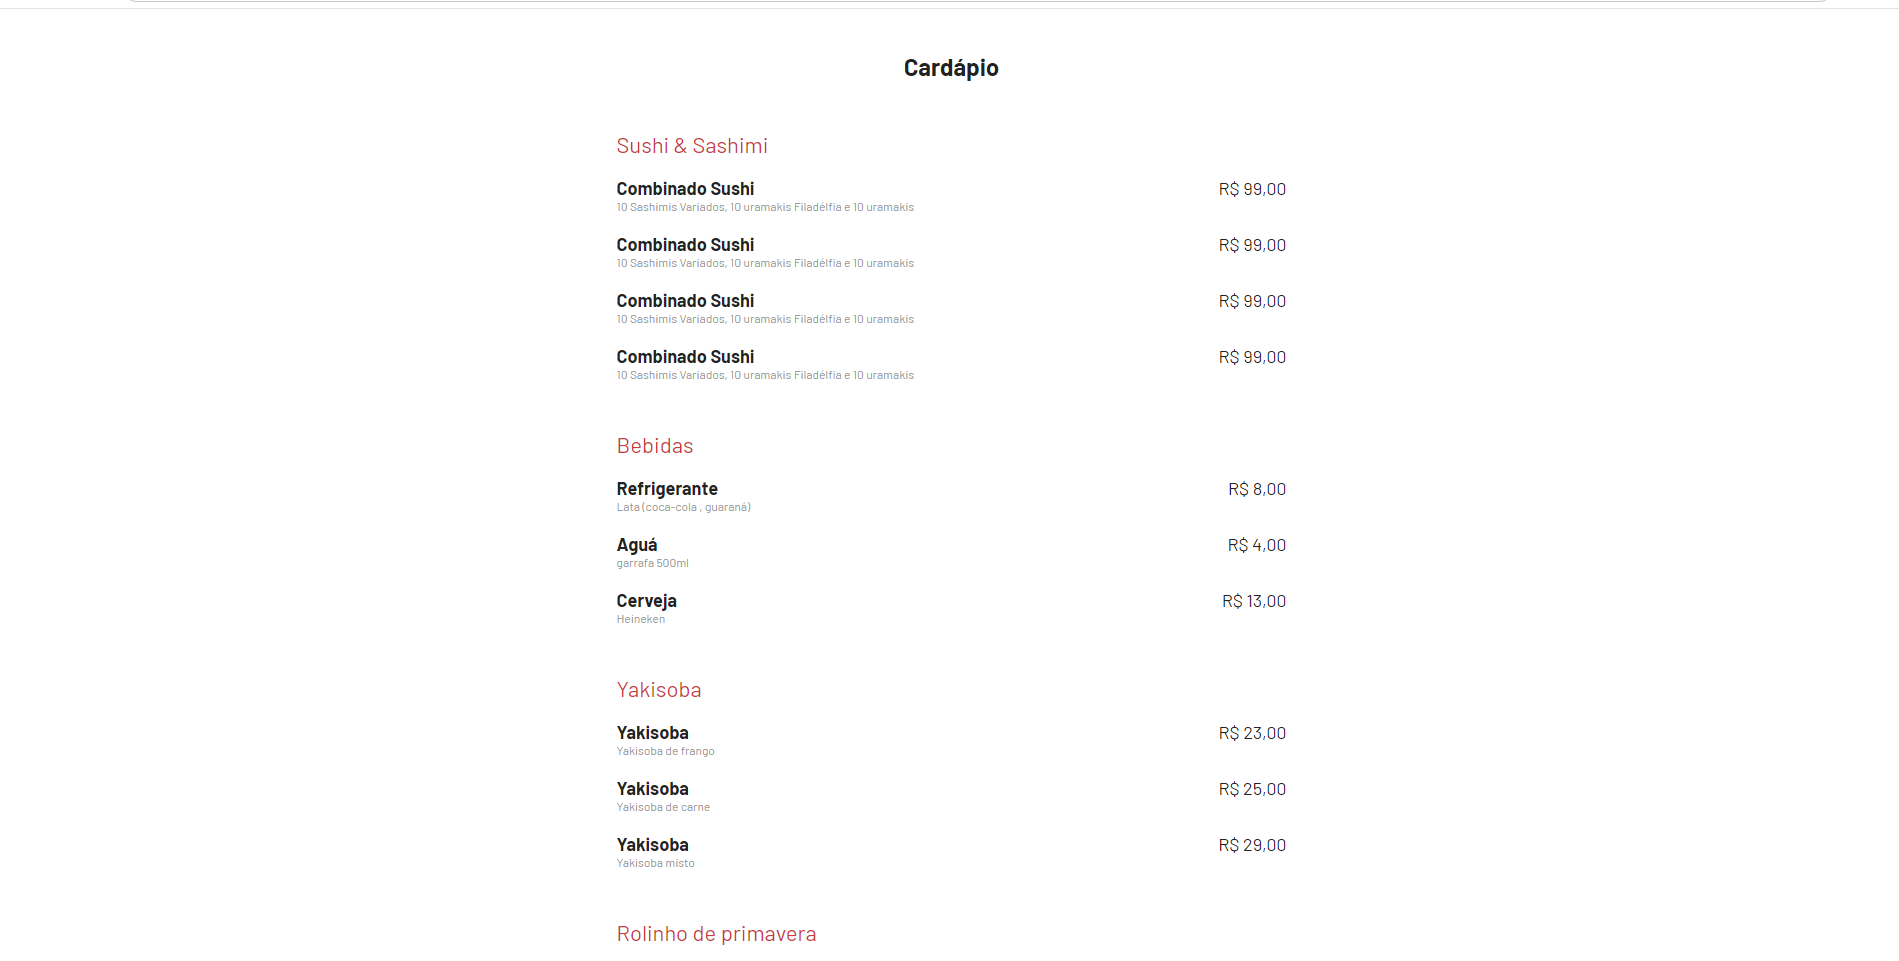 Cardápio
Sushi & Sashimi
Combinado Sushi R$ 99,00
10 Sashimis Variados, 10 uramakis Filadélfia e 10 uramakis
Combinado Sushi R$ 99,00
10 Sashimis Variados, 10 uramakis Filadélfia e 10 uramakis
Combinado Sushi R$ 99,00
10 Sashimis Variados, 10 uramakis Filadélfia e 10 uramakis
Combinado Sushi R$ 99,00
10 Sashimis Variados, 10 uramakis Filadélfia e 10 uramakis
Bebidas
Refrigerante R$ 8,00
Lata (coca-cola , guaraná)
Aguá R$ 4,00
garrafa 500ml
Cerveja R$ 13,00
Heineken
Yakisoba
Yakisoba R$ 23,00
Yakisoba de frango
Yakisoba R$ 25,00
Yakisoba de carne
Yakisoba R$ 29,00
Yakisoba misto
Rolinho de primavera